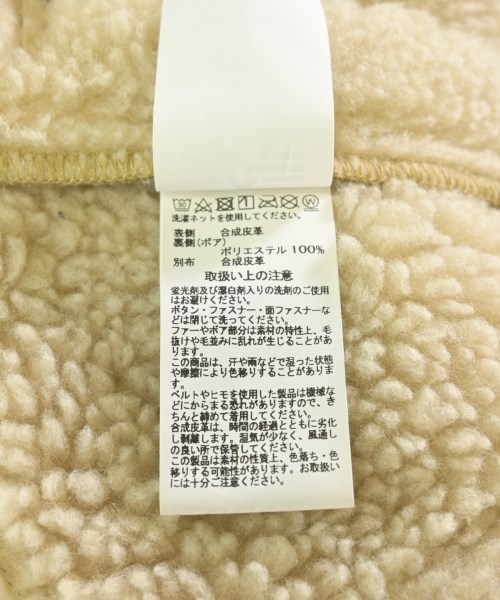 洗濯ネットを使用してください。
表側 合成皮革
裏側(ボア)
ポリエステル 100%
別布 合成皮革
取扱い上の注意
蛍光剤及び漂白剤入りの洗剤のご使用
はお避けください。
ボタン・ファスナー・面ファスナーな
どは閉じて洗ってください。
ファーやボア部分は素材の特性上、毛
抜けや毛並みに乱れが生じることがあ
ります。
この商品は、汗や雨などで湿った状態
や摩擦により色移りすることがありま
す。
ベルトやヒモを使用した製品は機械な
どにからまる恐れがありますので、き
ちんと締めて着用してください。
合成皮革は、時間の経過とともに劣化
し剥離します。湿気が少なく、風通し
の良い所で保管してください。
この製品は素材の性質上、色落ち・色
移りする可能性があります。お取扱い
には十分ご注意ください。